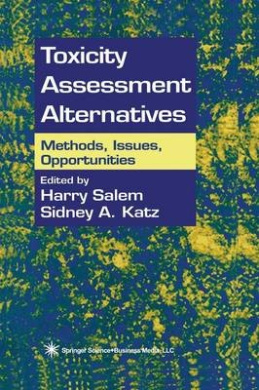 Toxicity
Assessment
Alternatives
Methods, Issues,
Opportunities
Edited by
Harry Salem
Sidney A. Katz
Springer Science+Business Media, LLC